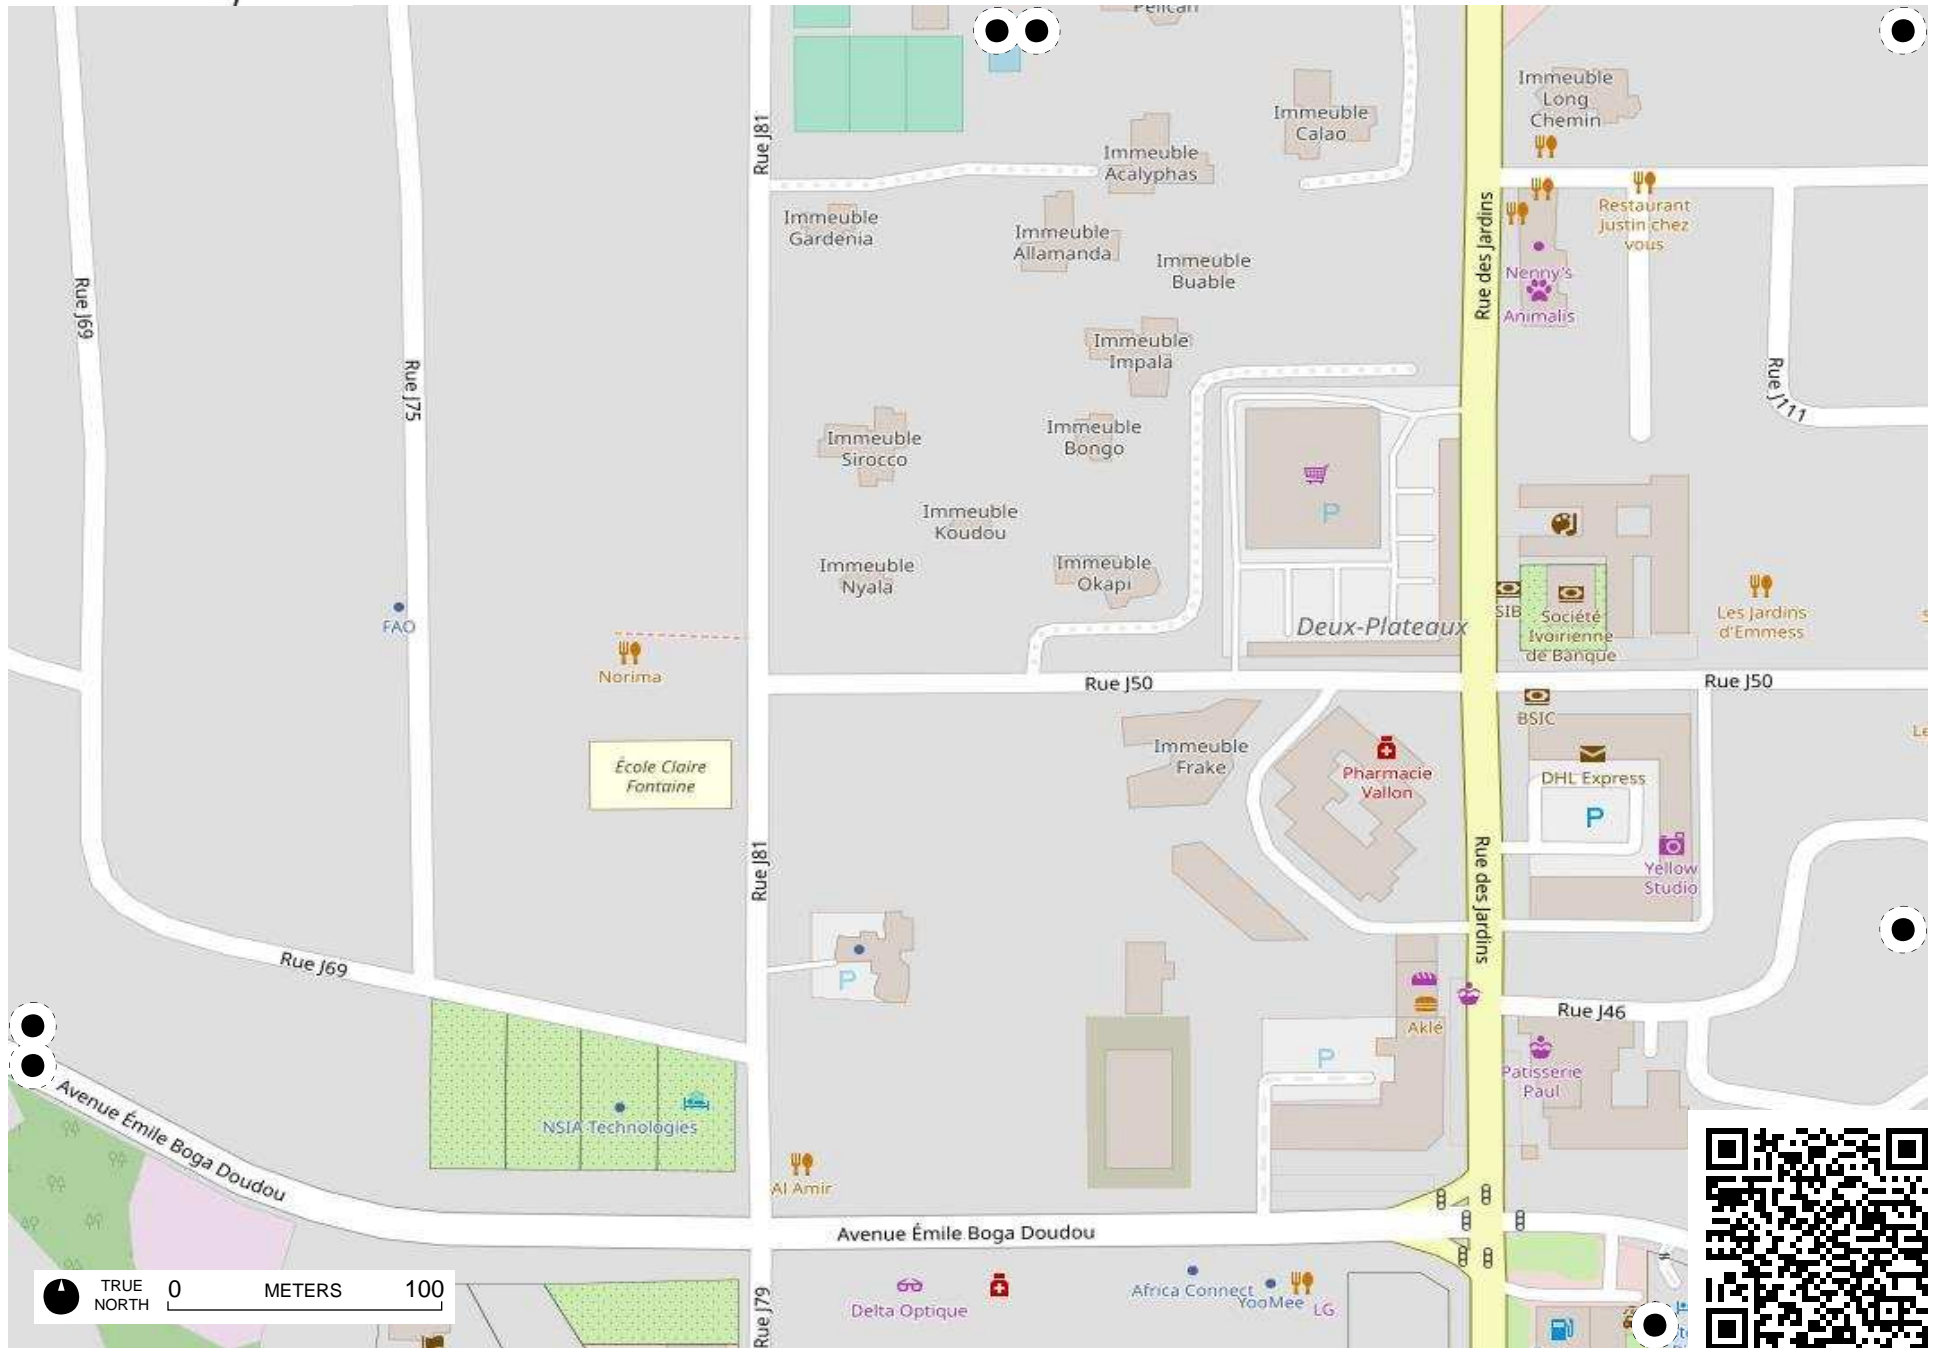 Pelican
Immeuble
Long
Chemin
Immeuble
Calao
Rue J81
Immeuble
Acalyphas
Restaurant
Justin chez
vous
Immeuble
Gardenia
Immeuble
Allamanda
Rue des Jardins
Immeuble
Buable
Nenny's
Animalis
Rue J69
Immeuble
Impala
Rue J75
Rue J111
Immeuble
Sirocco
Immeuble
Bongo
P
Immeuble
Koudou
Immeuble
Nyala
Immeuble
Okapi
FAO
Deux-Plateaux
SIB
Société
Ivoirienne
de Banque
Les Jardins
d'Emmess
S
Norima
Rue J50
Rue J50
BSIC
Le
Immeuble
Frake
École Claire
Fontaine
Pharmacie
Vallon
DHL Express
P
Rue J81
Rue des Jardins
Yellow
Studio
Rue J69
P
Rue J46
Aklé
P
Patisserie
Paul
Avenue Émile Boga Doudou
NSIA Technologies
Al Amir
Avenue Émile Boga Doudou
TRUE
NORTH
0 METERS 100
Rue J79
Delta Optique
Africa Connect
YooMee
LG